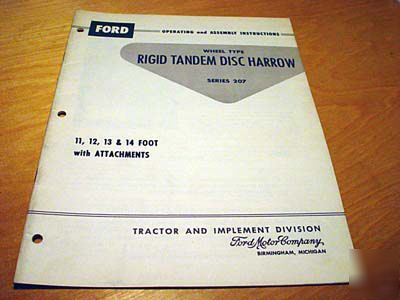 FORD
OPERATING and ASSEMBLY INSTRUCTIONS
WHEEL TYPE
RIGID TANDEM DISC HARROW
SERIES 207
11, 12, 13 & 14 FOOT
with ATTACHMENTS
TRACTOR AND IMPLEMENT DIVISION
Ford Motor Company,
BIRMINGHAM, MICHIGAN